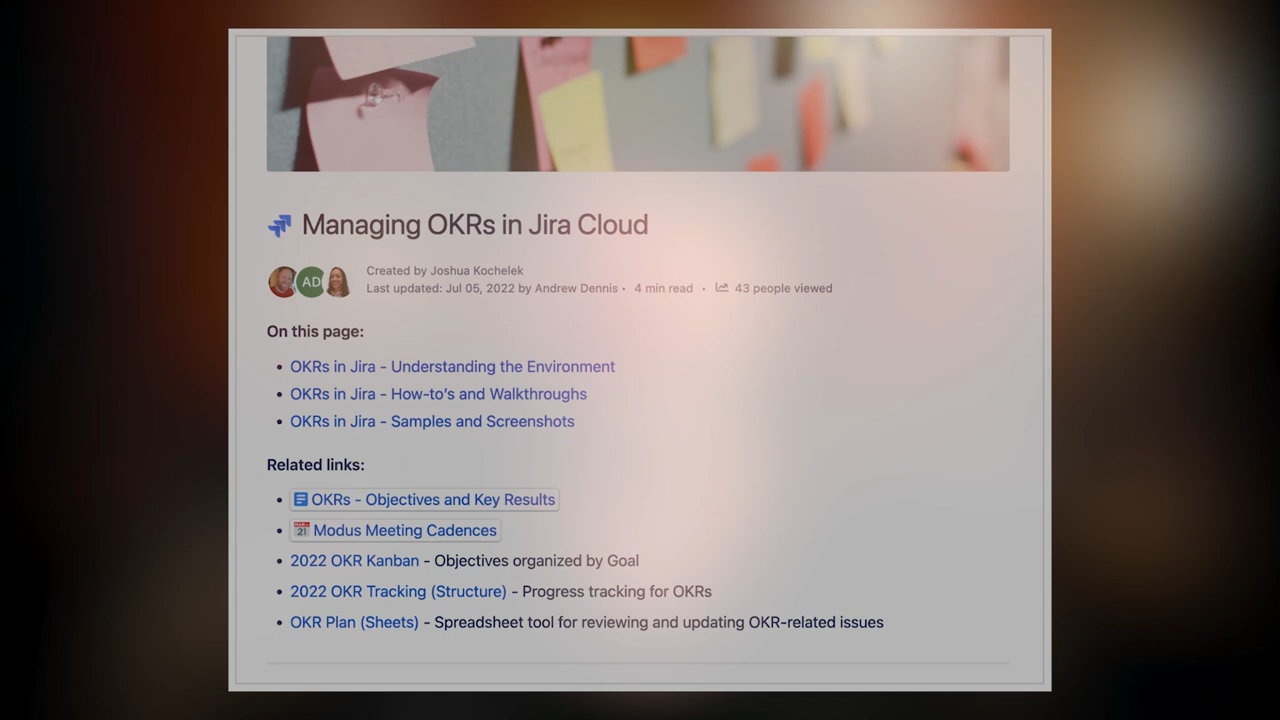 Managing OKRs in Jira Cloud
AD
Created by Joshua Kochelek
Last updated: Jul 05, 2022 by Andrew Dennis • 4 min read • 43 people viewed
On this page:
• OKRs in Jira - Understanding the Environment
• OKRs in Jira - How-to’s and Walkthroughs
• OKRs in Jira - Samples and Screenshots
Related links:
• OKRs - Objectives and Key Results
• 21 Modus Meeting Cadences
• 2022 OKR Kanban - Objectives organized by Goal
• 2022 OKR Tracking (Structure) - Progress tracking for OKRs
• OKR Plan (Sheets) - Spreadsheet tool for reviewing and updating OKR-related issues